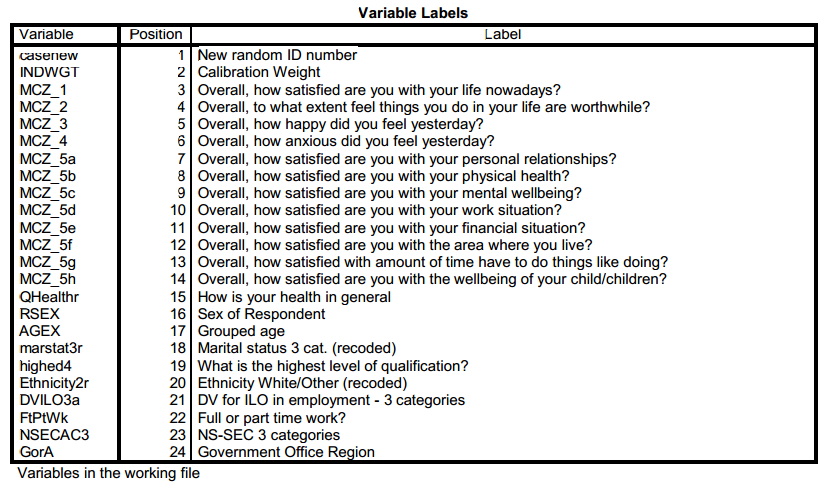 Variable Labels
Variable Position Label
casenew 1 New random ID number
INDWGT 2 Calibration Weight
MCZ_1 3 Overall, how satisfied are you with your life nowadays?
MCZ_2 4 Overall, to what extent feel things you do in your life are worthwhile?
MCZ_3 5 Overall, how happy did you feel yesterday?
MCZ_4 6 Overall, how anxious did you feel yesterday?
MCZ_5a 7 Overall, how satisfied are you with your personal relationships?
MCZ_5b 8 Overall, how satisfied are you with your physical health?
MCZ_5c 9 Overall, how satisfied are you with your mental wellbeing?
MCZ_5d 10 Overall, how satisfied are you with your work situation?
MCZ_5e 11 Overall, how satisfied are you with your financial situation?
MCZ_5f 12 Overall, how satisfied are you with the area where you live?
MCZ_5g 13 Overall, how satisfied with amount of time have to do things like doing?
MCZ_5h 14 Overall, how satisfied are you with the wellbeing of your child/children?
QHealthr 15 How is your health in general
RSEX 16 Sex of Respondent
AGEX 17 Grouped age
marstat3r 18 Marital status 3 cat. (recoded)
highed4 19 What is the highest level of qualification?
Ethnicity2r 20 Ethnicity White/Other (recoded)
DVILO3a 21 DV for ILO in employment - 3 categories
FtPtWk 22 Full or part time work?
NSECAC3 23 NS-SEC 3 categories
GorA 24 Government Office Region
Variables in the working file